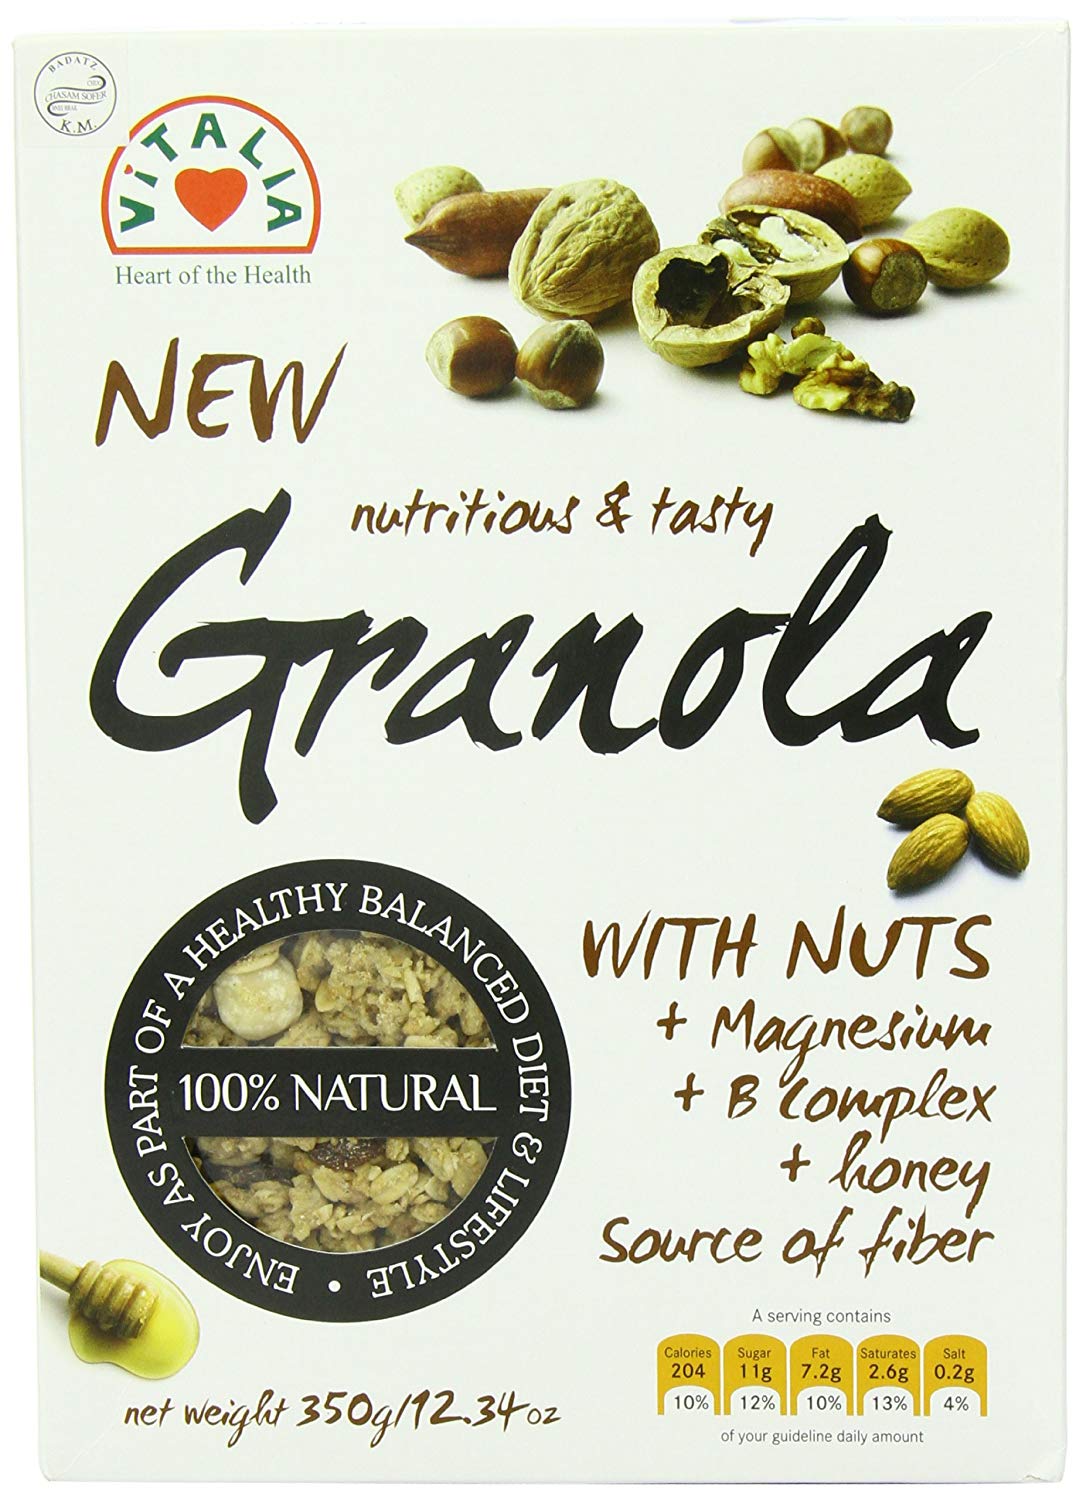 BADATZ
CHASAM SOFER
K.M.
ViTALIA
Heart of the Health
NEW
nutritious & tasty
Granola
WITH NUTS
+ Magnesium
+ B complex
+ honey
Source of fiber
ENJOY AS PART OF A HEALTHY BALANCED DIET & LIFESTYLE •
100% NATURAL
A serving contains
Calories Sugar Fat Saturates Salt
204 11g 7.2g 2.6g 0.2g
10% 12% 10% 13% 4%
of your guideline daily amount
net weight 350g/12.34oz